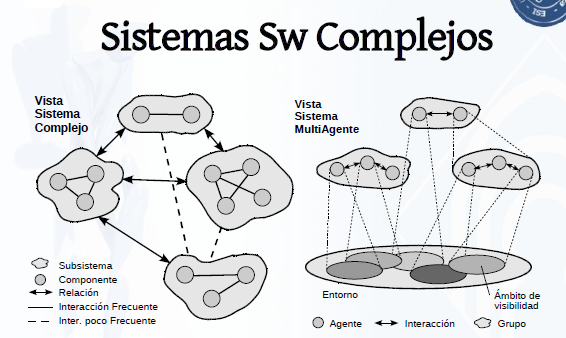 Sistemas Sw Complejos
Vista
Sistema
Complejo
Subsistema
Componente
Relación
Interacción Frecuente
Inter. poco Frecuente
Vista
Sistema
MultiAgente
Entorno
Ámbito de
visibilidad
Agente
Interacción
Grupo
ESI